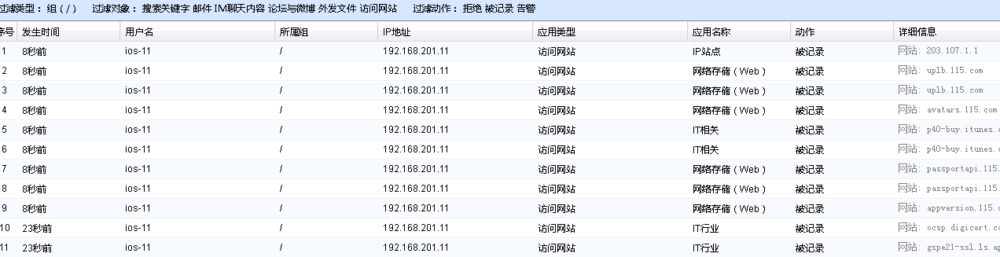 过滤类型： 组 ( / ) 过滤对象： 搜索关键字 邮件 IM聊天内容 论坛与微博 外发文件 访问网站 过滤动作： 拒绝 被记录 告警
序号 发生时间 用户名 所属组 IP地址 应用类型 应用名称 动作 详细信息
1 8秒前 ios-11 / 192.168.201.11 访问网站 IP站点 被记录 网站: 203.107.1.1
2 8秒前 ios-11 / 192.168.201.11 访问网站 网络存储 ( Web ) 被记录 网站: uplb.115.com
3 8秒前 ios-11 / 192.168.201.11 访问网站 网络存储 ( Web ) 被记录 网站: uplb.115.com
4 8秒前 ios-11 / 192.168.201.11 访问网站 网络存储 ( Web ) 被记录 网站: avatars.115.com
5 8秒前 ios-11 / 192.168.201.11 访问网站 IT相关 被记录 网站: p40-buy.itunes.a
6 8秒前 ios-11 / 192.168.201.11 访问网站 IT相关 被记录 网站: p40-buy.itunes.a
7 8秒前 ios-11 / 192.168.201.11 访问网站 网络存储 ( Web ) 被记录 网站: passportapi.115.
8 8秒前 ios-11 / 192.168.201.11 访问网站 网络存储 ( Web ) 被记录 网站: passportapi.115.
9 8秒前 ios-11 / 192.168.201.11 访问网站 网络存储 ( Web ) 被记录 网站: appversion.115.c
10 23秒前 ios-11 / 192.168.201.11 访问网站 IT行业 被记录 网站: ocsp.digicert.co
11 23秒前 ios-11 / 192.168.201.11 访问网站 IT行业 被记录 网站: gspe21-ssl.ls.ap